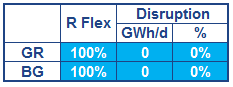 R Flex Disruption
GWh/d %
GR 100% 0 0%
BG 100% 0 0%